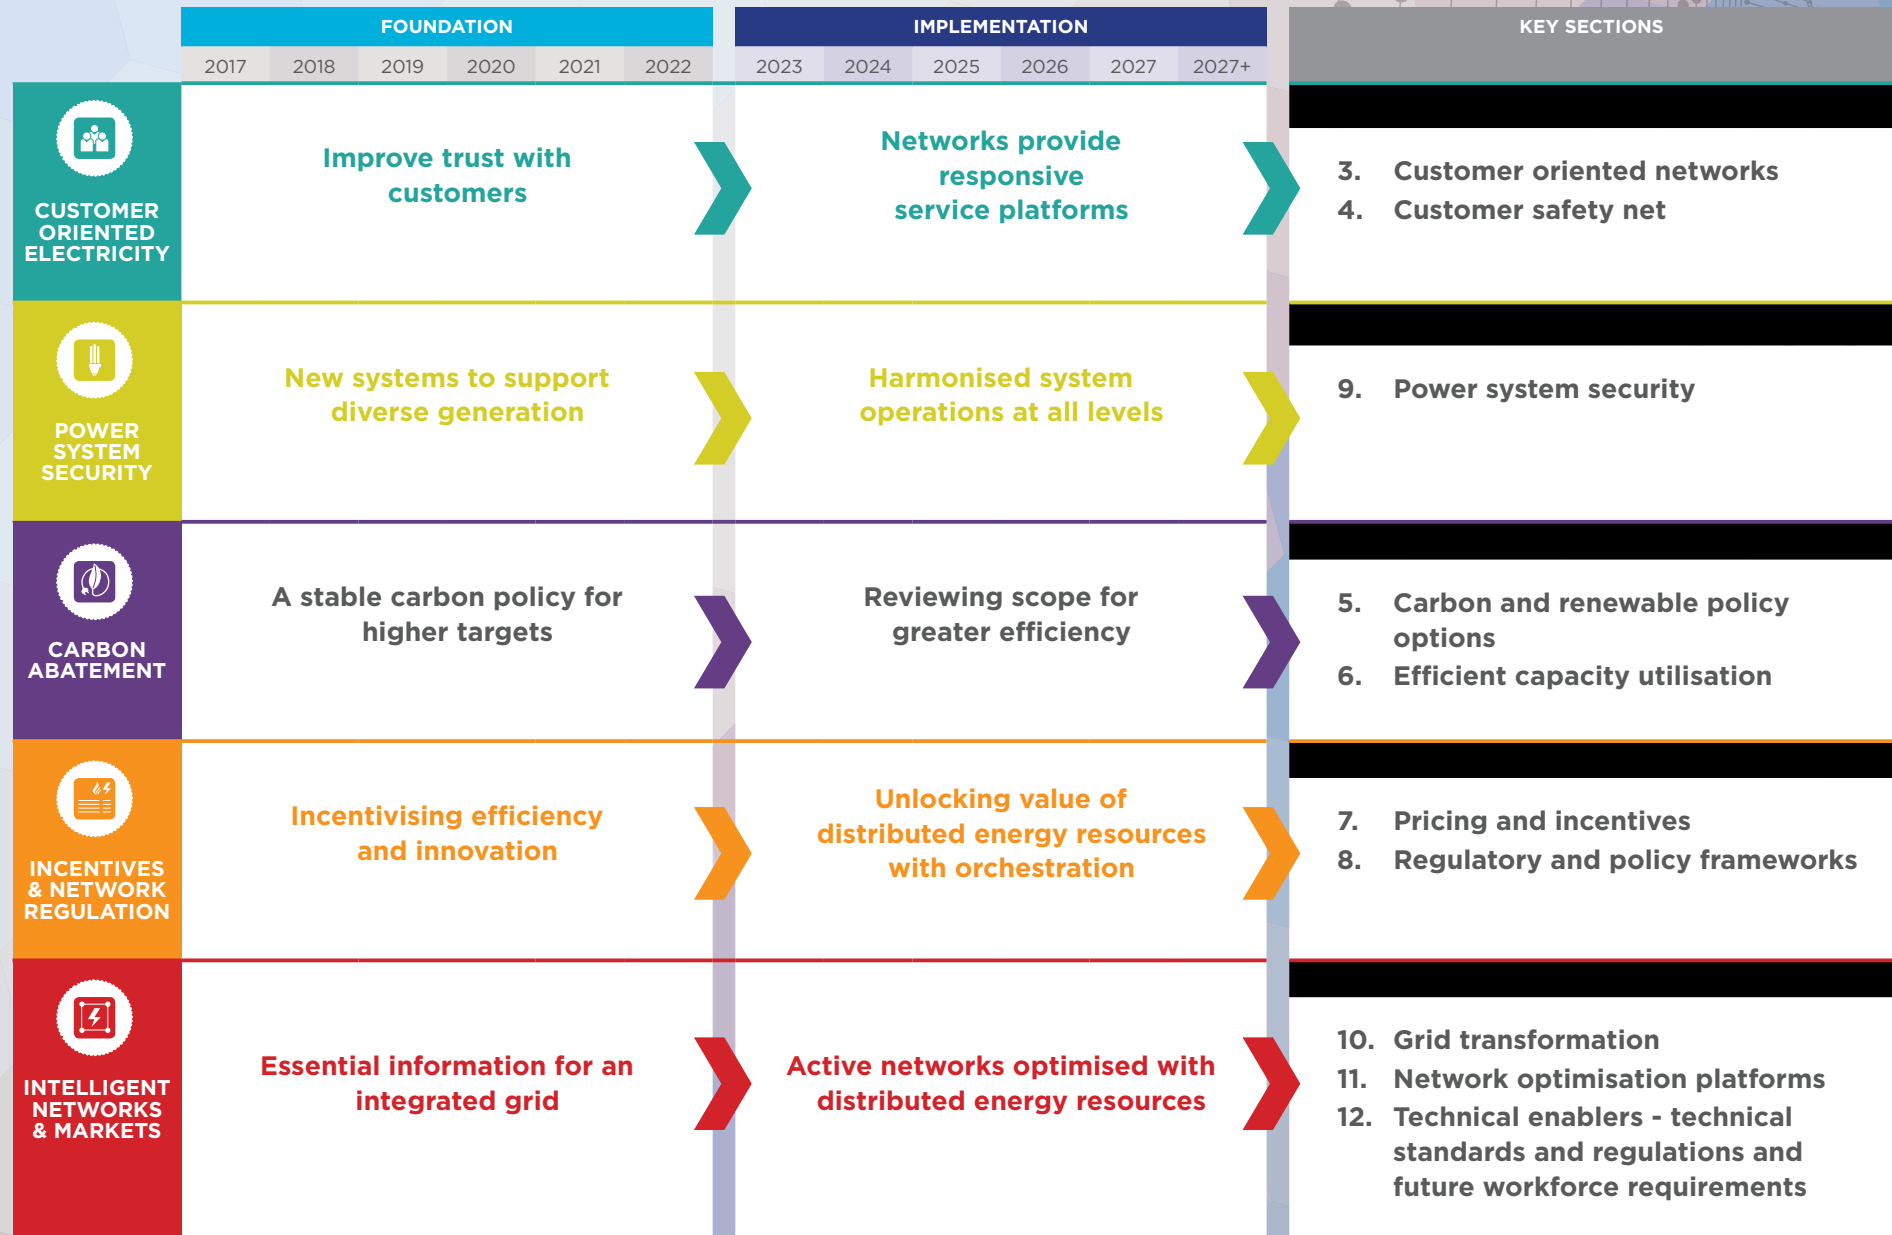 FOUNDATION
IMPLEMENTATION
KEY SECTIONS
2017 2018 2019 2020 2021 2022 2023 2024 2025 2026 2027 2027+
CUSTOMER
ORIENTED
ELECTRICITY
Improve trust with
customers
Networks provide
responsive
service platforms
3. Customer oriented networks
4. Customer safety net
POWER
SYSTEM
SECURITY
New systems to support
diverse generation
Harmonised system
operations at all levels
9. Power system security
CARBON
ABATEMENT
A stable carbon policy for
higher targets
Reviewing scope for
greater efficiency
5. Carbon and renewable policy
options
6. Efficient capacity utilisation
INCENTIVES
& NETWORK
REGULATION
Incentivising efficiency
and innovation
Unlocking value of
distributed energy resources
with orchestration
7. Pricing and incentives
8. Regulatory and policy frameworks
INTELLIGENT
NETWORKS
& MARKETS
Essential information for an
integrated grid
Active networks optimised with
distributed energy resources
10. Grid transformation
11. Network optimisation platforms
12. Technical enablers - technical
standards and regulations and
future workforce requirements